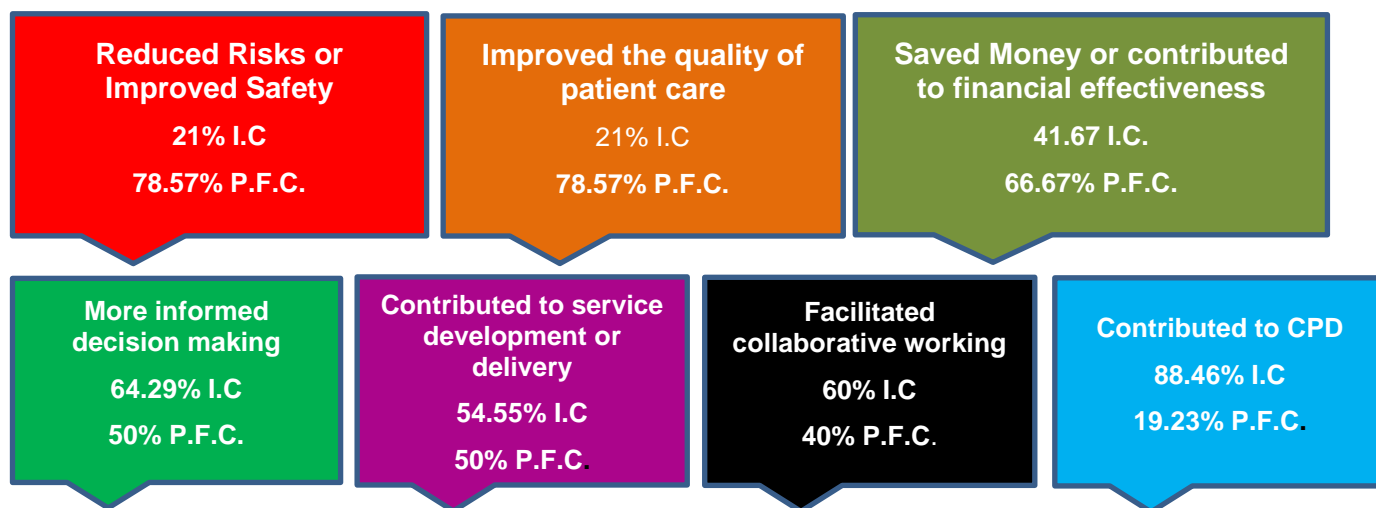 Reduced Risks or
Improved Safety
21% I.C
78.57% P.F.C.
Improved the quality of
patient care
21% I.C
78.57% P.F.C.
Saved Money or contributed
to financial effectiveness
41.67 I.C.
66.67% P.F.C.
More informed
decision making
64.29% I.C
50% P.F.C.
Contributed to service
development or
delivery
54.55% I.C
50% P.F.C.
Facilitated
collaborative working
60% I.C
40% P.F.C.
Contributed to CPD
88.46% I.C
19.23% P.F.C.